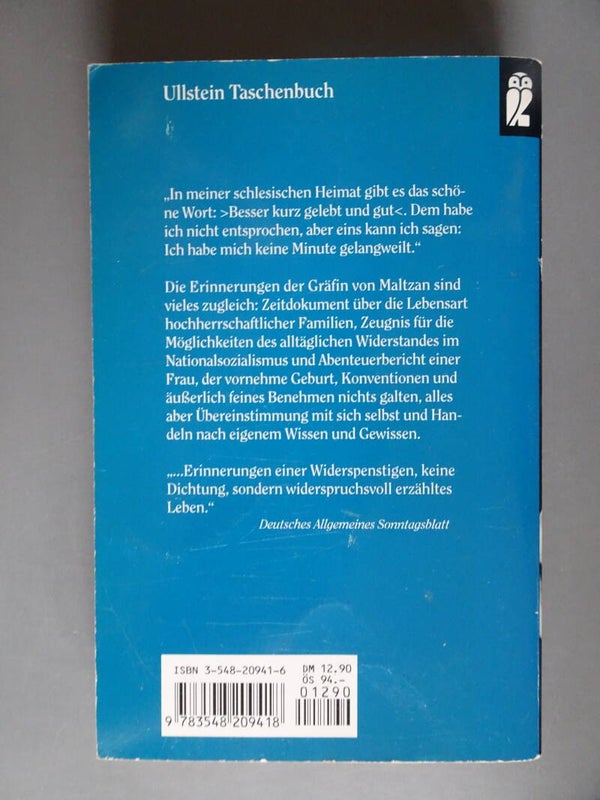 Ullstein Taschenbuch
„In meiner schlesischen Heimat gibt es das schö-
ne Wort: >Besser kurz gelebt und gut<. Dem habe
ich nicht entsprochen, aber eins kann ich sagen:
Ich habe mich keine Minute gelangweilt.“
Die Erinnerungen der Gräfin von Maltzan sind
vieles zugleich: Zeitdokument über die Lebensart
hochherrschaftlicher Familien, Zeugnis für die
Möglichkeiten des alltäglichen Widerstandes im
Nationalsozialismus und Abenteuerbericht einer
Frau, der vornehme Geburt, Konventionen und
äußerlich feines Benehmen nichts galten, alles
aber Übereinstimmung mit sich selbst und Han-
deln nach eigenem Wissen und Gewissen.
„...Erinnerungen einer Widerspenstigen, keine
Dichtung, sondern widerspruchsvoll erzähltes
Leben.“
Deutsches Allgemeines Sonntagsblatt
ISBN 3-548-20941-6
DM 12.90
ÖS 94.-
01290
9 783548 209418